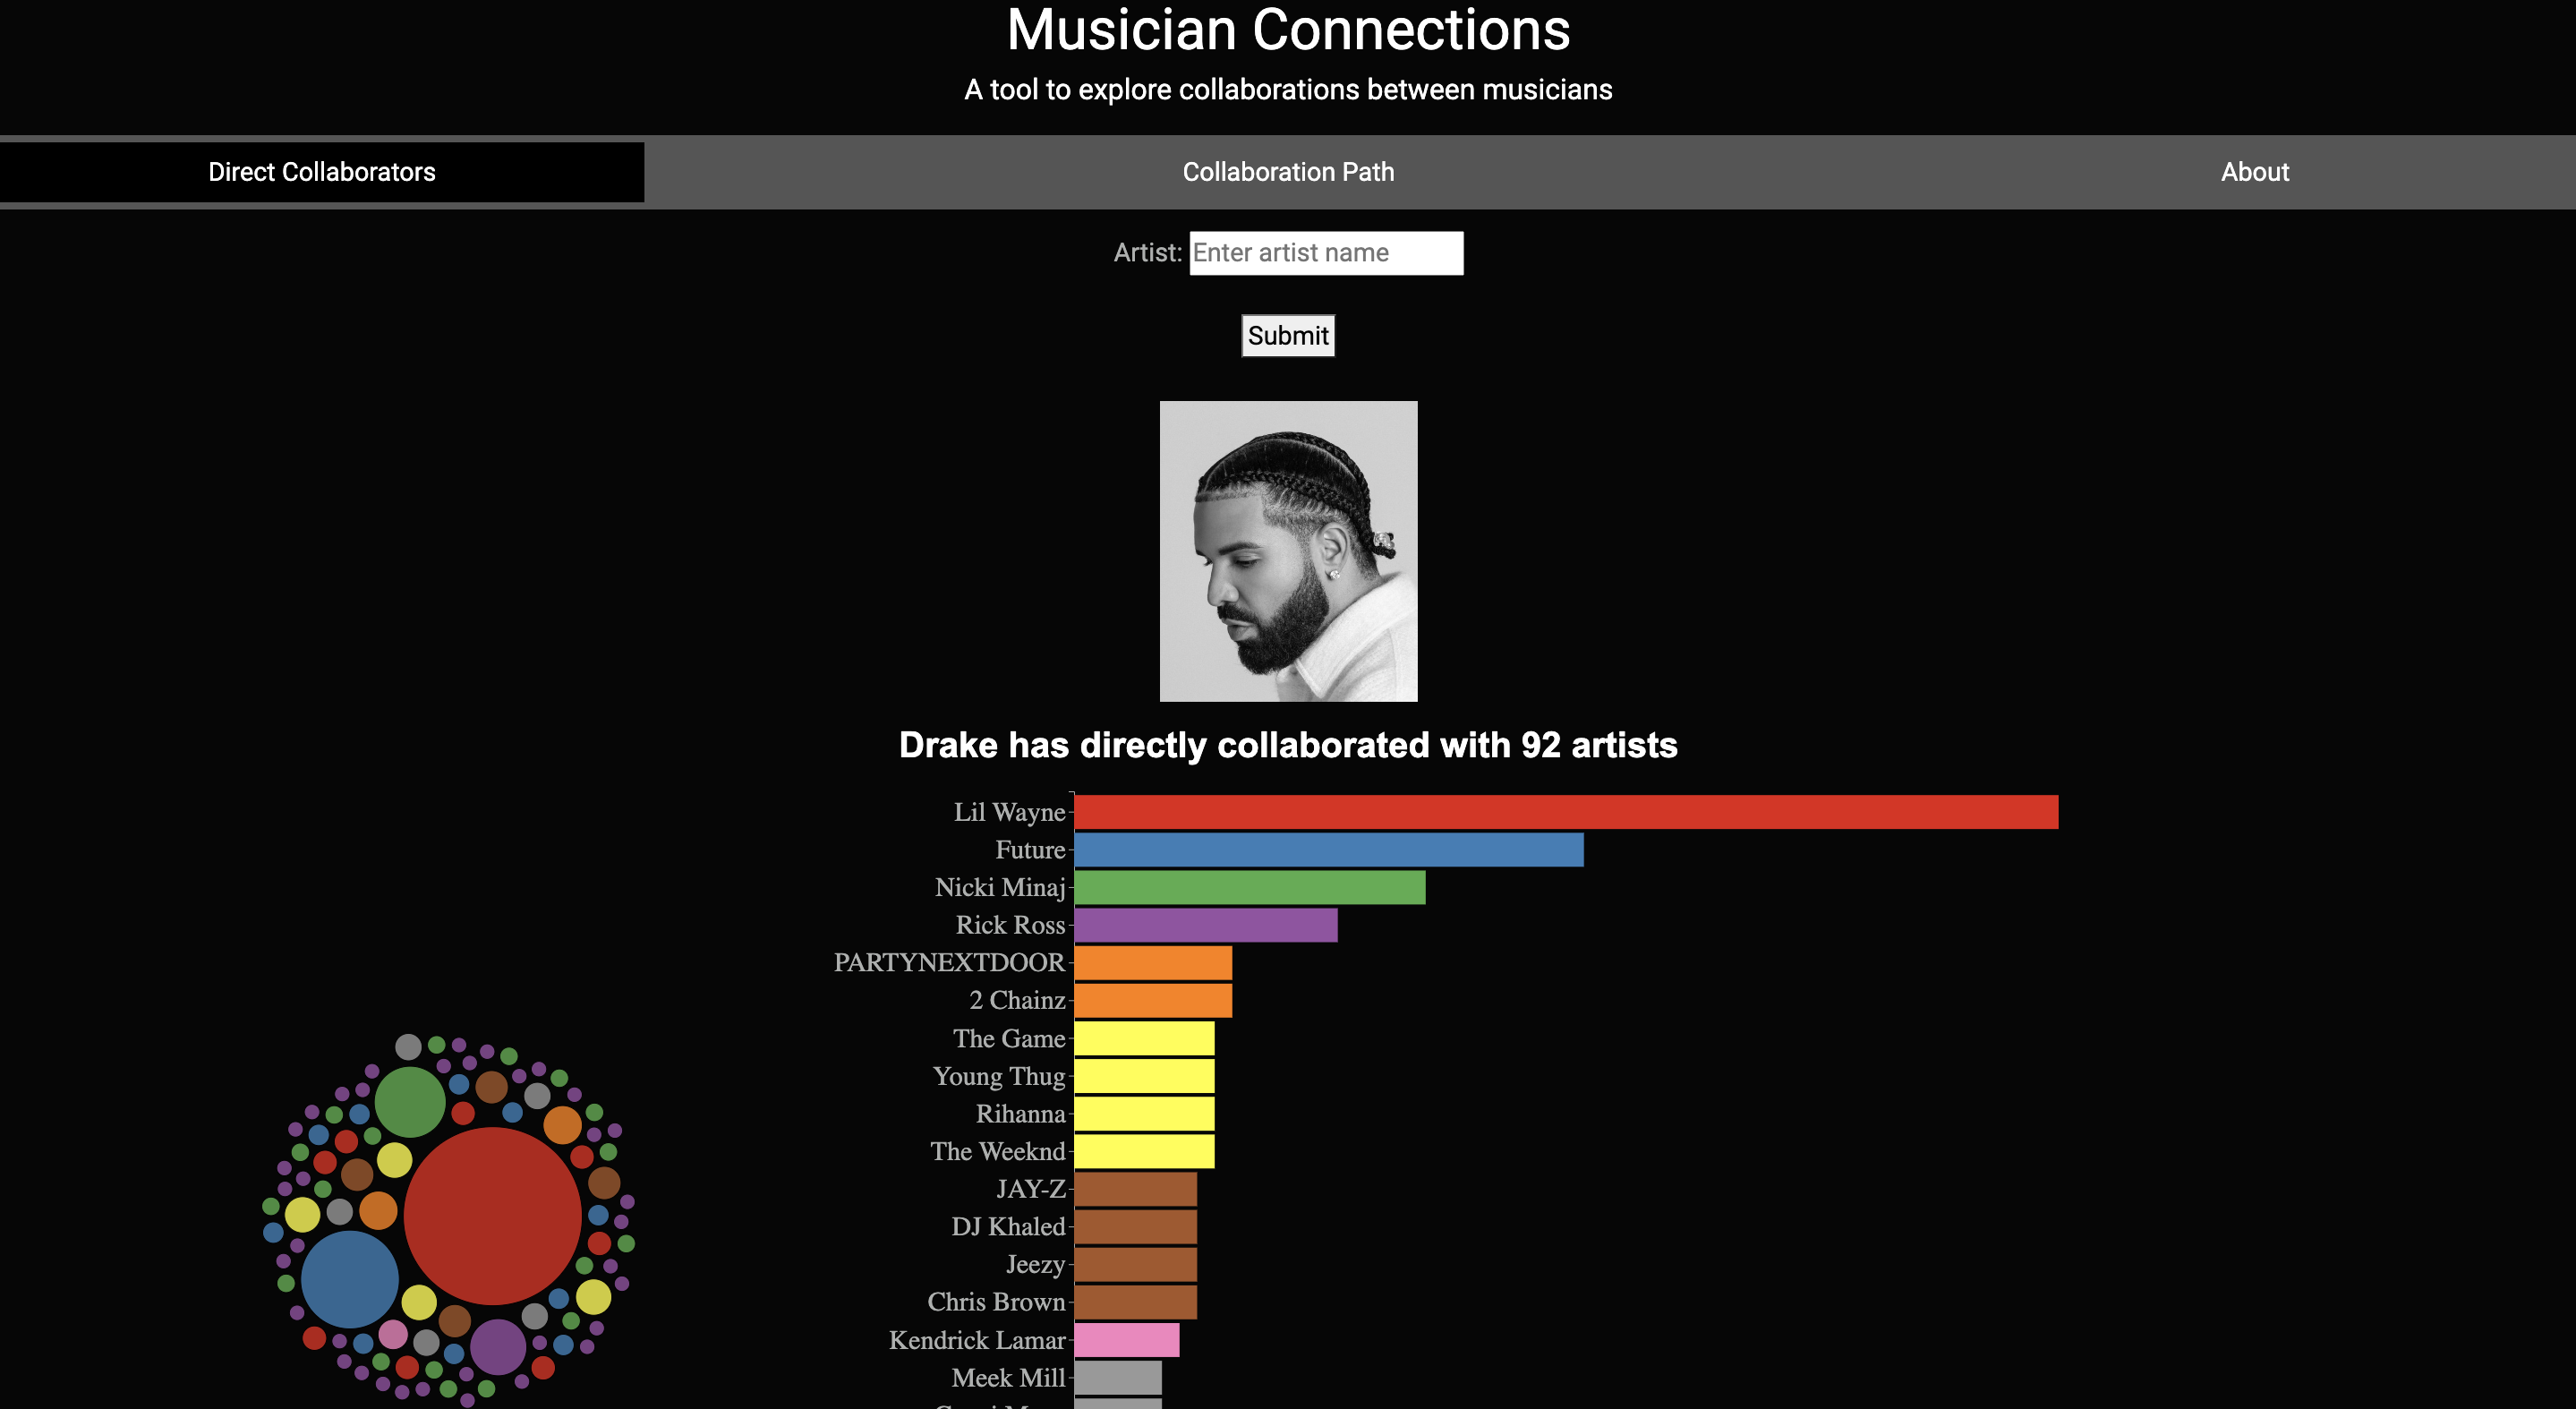 Musician Connections
A tool to explore collaborations between musicians
Direct Collaborators
Collaboration Path
About
Artist: Enter artist name
Submit
Drake has directly collaborated with 92 artists
Lil Wayne
Future
Nicki Minaj
Rick Ross
PARTYNEXTDOOR
2 Chainz
The Game
Young Thug
Rihanna
The Weeknd
JAY-Z
DJ Khaled
Jeezy
Chris Brown
Kendrick Lamar
Meek Mill